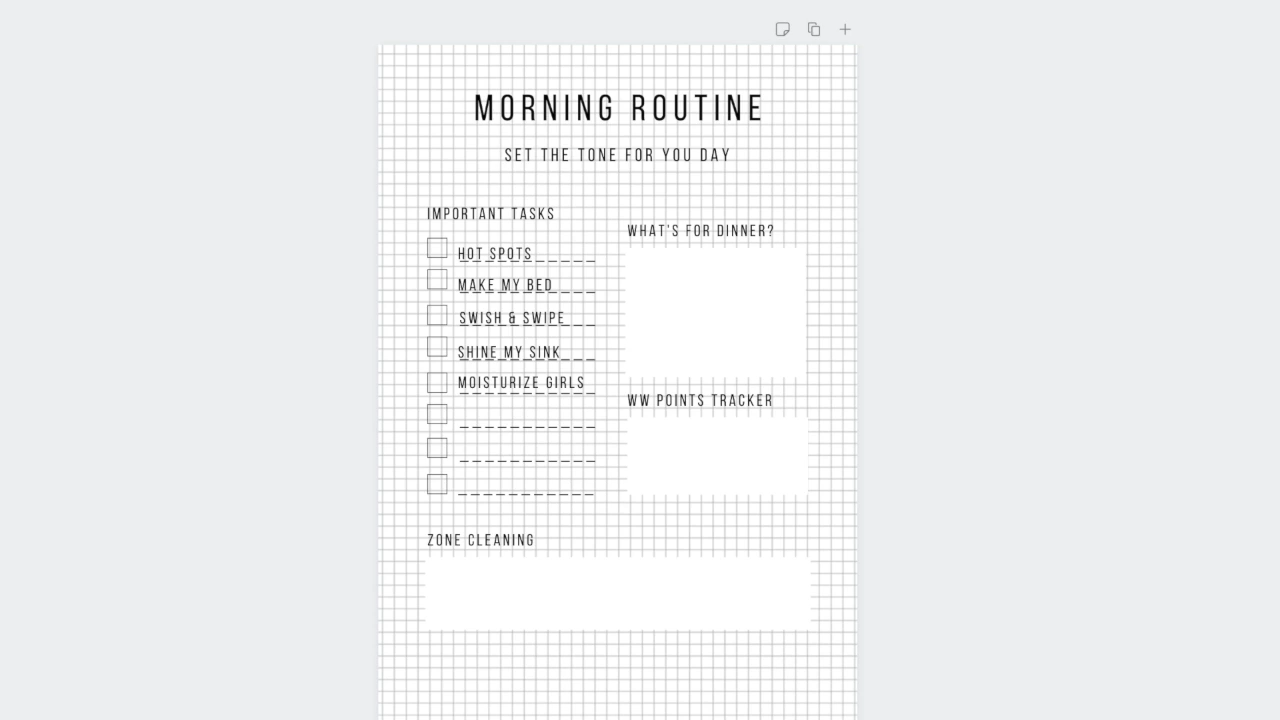 MORNING ROUTINE
SET THE TONE FOR YOU DAY
IMPORTANT TASKS
HOT SPOTS
MAKE MY BED
SWISH & SWIPE
SHINE MY SINK
MOISTURIZE GIRLS
WHAT'S FOR DINNER?
WW POINTS TRACKER
ZONE CLEANING